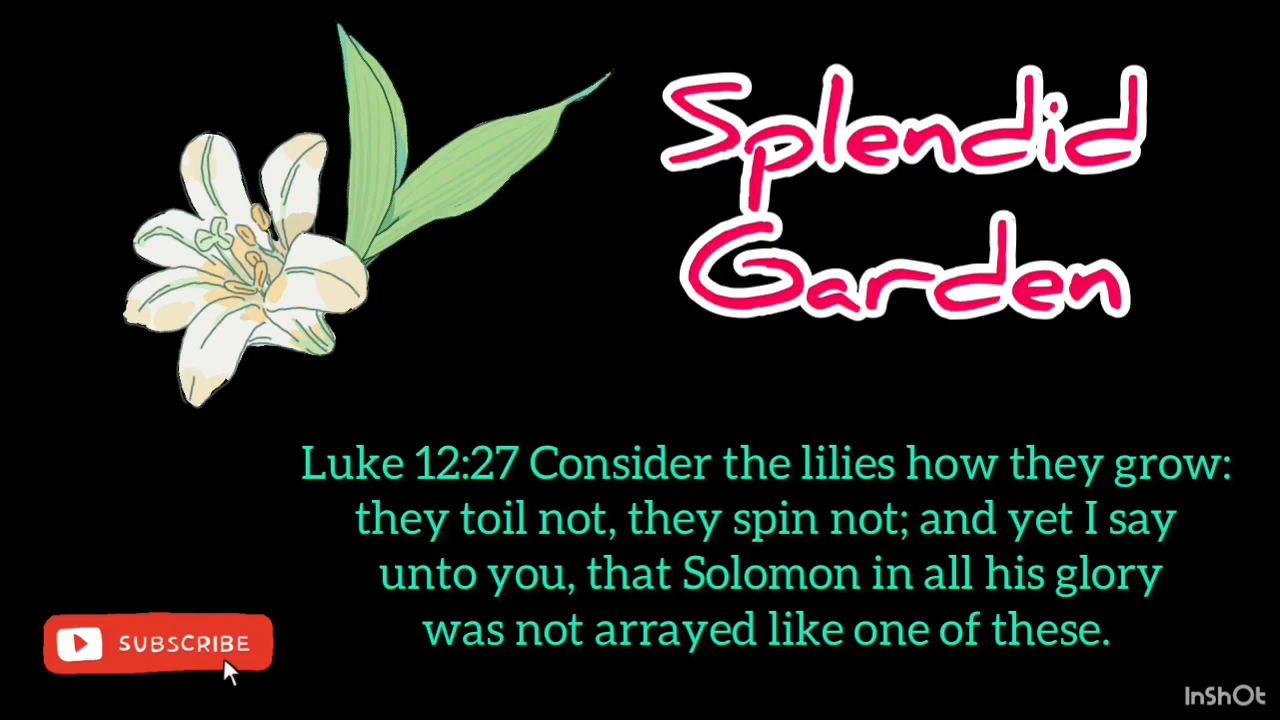 Splendid
Garden
Luke 12:27 Consider the lilies how they grow:
they toil not, they spin not; and yet I say
unto you, that Solomon in all his glory
was not arrayed like one of these.
SUBSCRIBE
InShOt